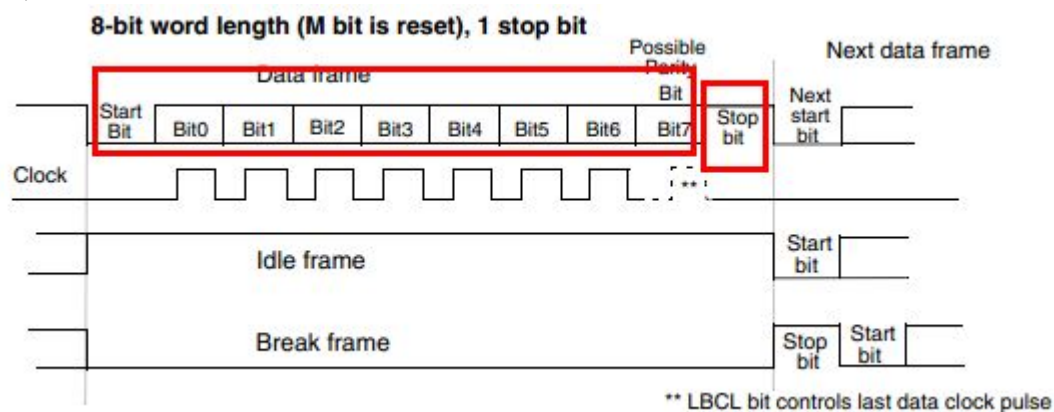 8-bit word length (M bit is reset), 1 stop bit
Possible
Parity
Bit
Next data frame
Data frame
Start
Bit
Bit0
Bit1
Bit2
Bit3
Bit4
Bit5
Bit6
Bit7
Stop
bit
Next
start
bit
Clock
**
Idle frame
Start
bit
Break frame
Stop
bit
Start
bit
** LBCL bit controls last data clock pulse